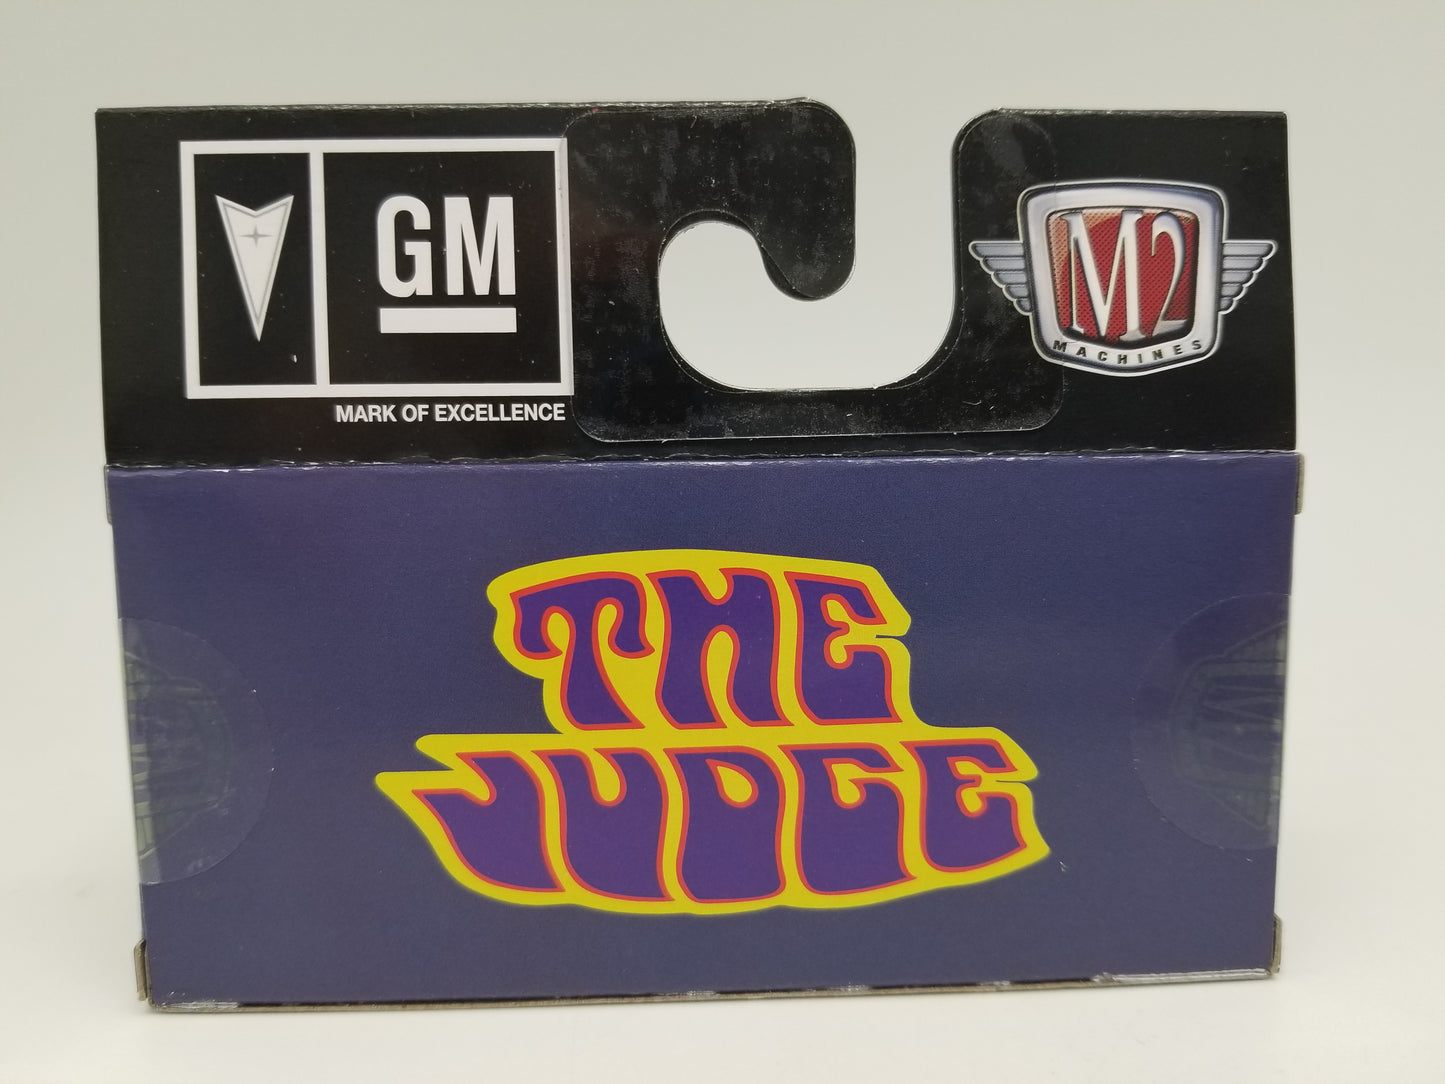 GM
MARK OF EXCELLENCE
M2
MACHINES
THE
JUDGE